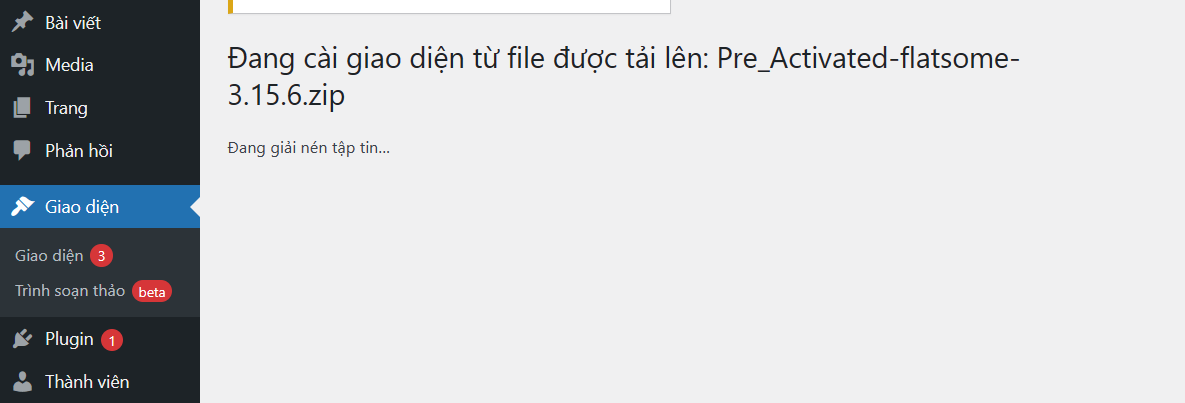 Bài viết
Media
Trang
Phản hồi
Giao diện
Giao diện 3
Trình soạn thảo beta
Plugin 1
Thành viên
Đang cài giao diện từ file được tải lên: Pre_Activated-flatsome-
3.15.6.zip
Đang giải nén tập tin...